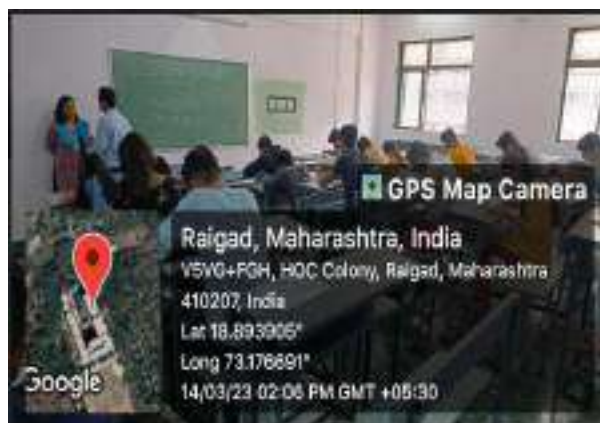 GPS Map Camera
Raigad, Maharashtra, India
V5VG+FGH, HOC Colony, Raigad, Maharashtra
410207, India
Lat 18.893905°
Long 73.176691°
14/03/23 02:06 PM GMT +05:30
Google